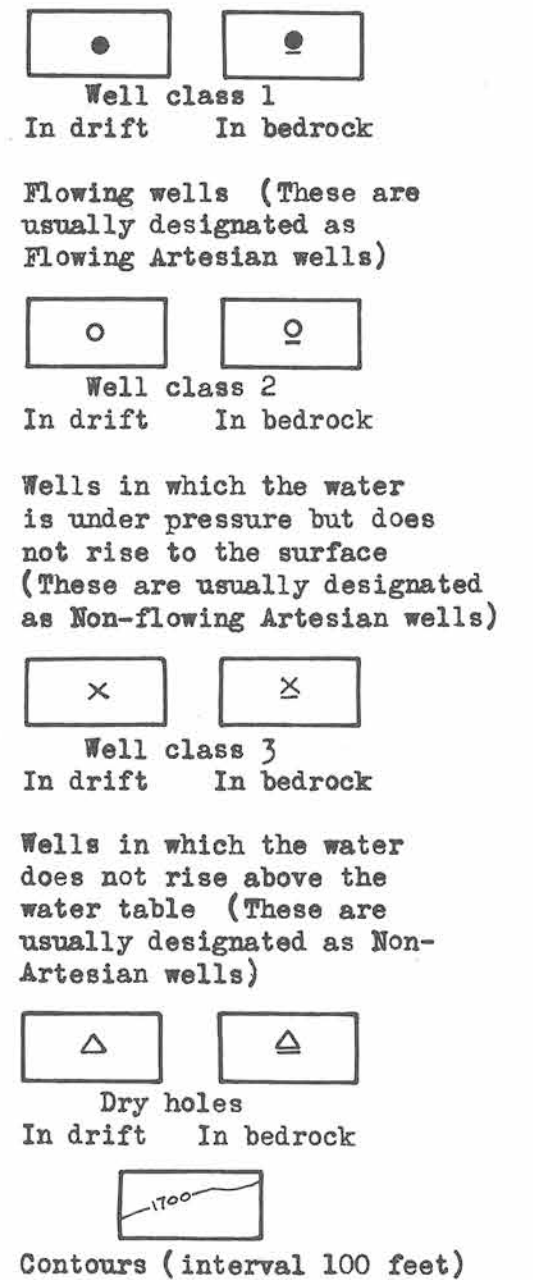 Well class 1
In drift In bedrock
Flowing wells (These are
usually designated as
Flowing Artesian wells)
Well class 2
In drift In bedrock
Wells in which the water
is under pressure but does
not rise to the surface
(These are usually designated
as Non-flowing Artesian wells)
Well class 3
In drift In bedrock
Wells in which the water
does not rise above the
water table (These are
usually designated as Non-
Artesian wells)
Dry holes
In drift In bedrock
1700
Contours (interval 100 feet)